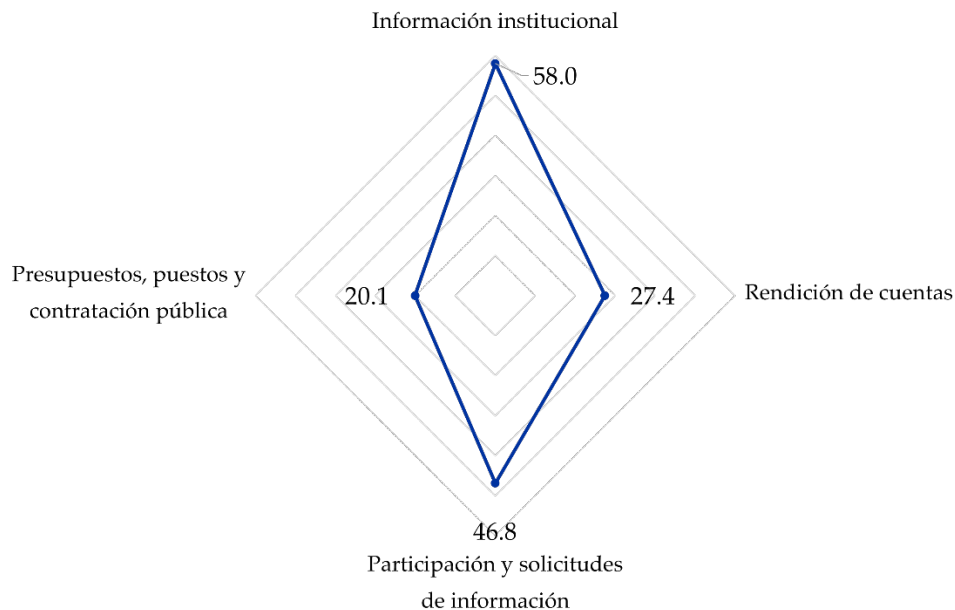 Información institucional
58.0
Presupuestos, puestos y
contratación pública
20.1
27.4
Rendición de cuentas
46.8
Participación y solicitudes
de información